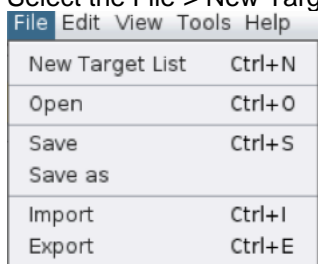 Select the File > New Targ
File Edit View Tools Help
New Target List Ctrl+N
Open Ctrl+O
Save Ctrl+S
Save as
Import Ctrl+I
Export Ctrl+E